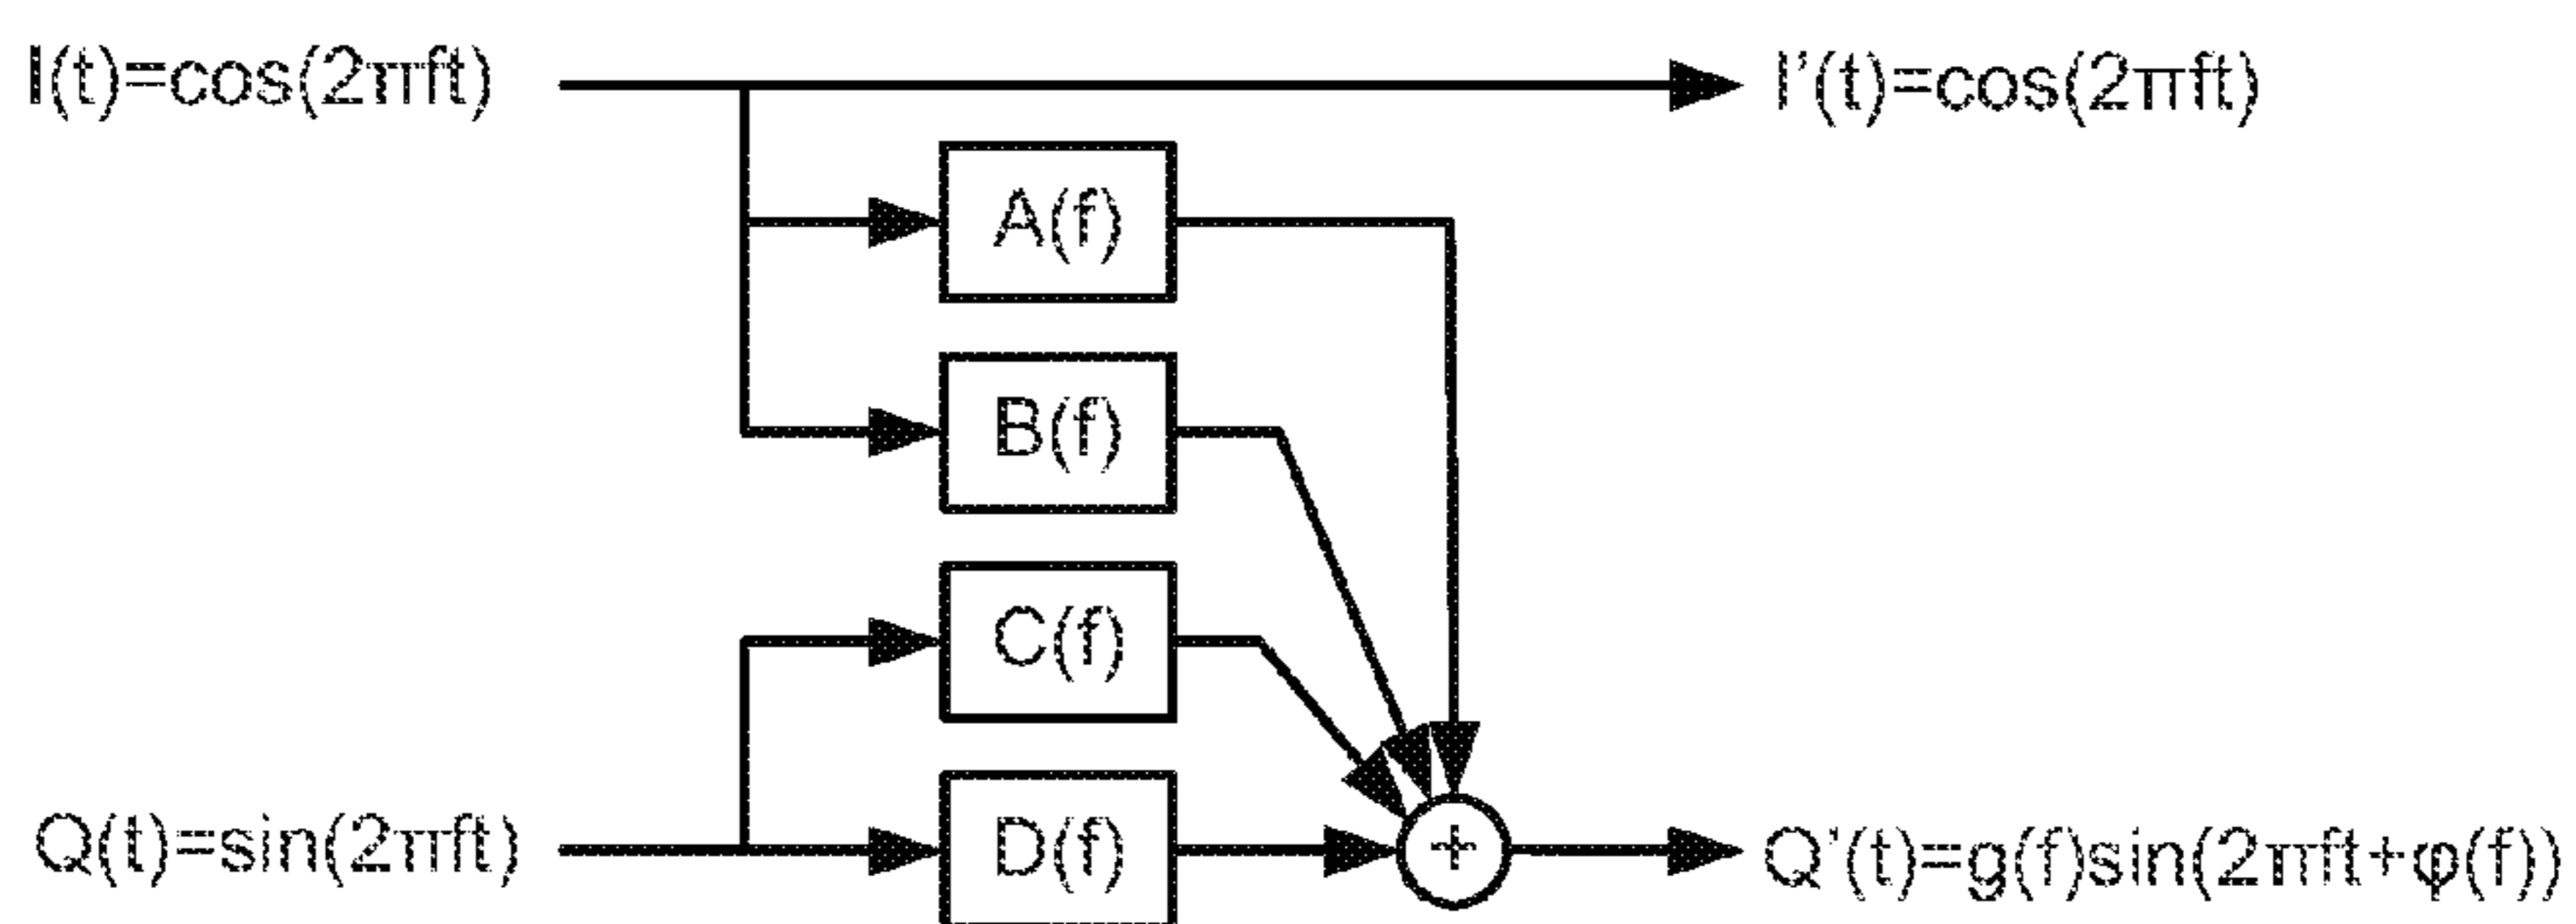 I(t)=cos(2πft)
I’(t)=cos(2πft)
A(f)
B(f)
C(f)
D(f)
+
Q(t)=sin(2πft)
Q’(t)=g(f)sin(2πft+φ(f))